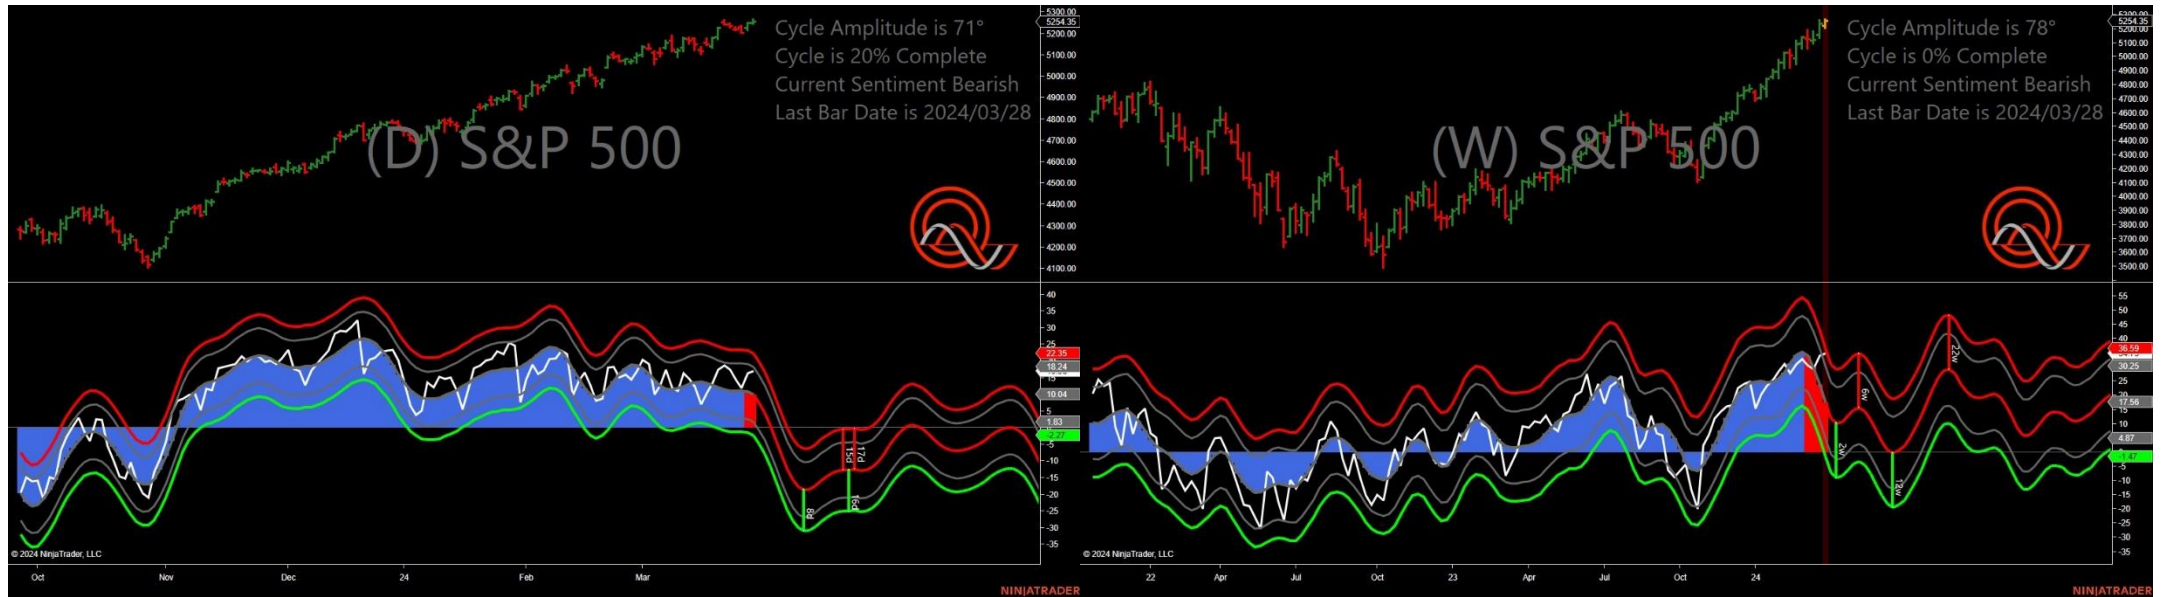 Cycle Amplitude is 71°
Cycle is 20% Complete
Current Sentiment Bearish
Last Bar Date is 2024/03/28
(D) S&P 500
5300.00
5254.35
5200.00
5100.00
5000.00
4900.00
4800.00
4700.00
4600.00
4500.00
4400.00
4300.00
4200.00
4100.00
40
35
30
25
22.35
18.24
15
10.04
5
1.83
-2.27
-5
-10
-15
-20
-25
-30
-35
8d
15d
17d
16d
© 2024 NinjaTrader, LLC
Oct
Nov
Dec
24
Feb
Mar
NINJATRADER
Cycle Amplitude is 78°
Cycle is 0% Complete
Current Sentiment Bearish
Last Bar Date is 2024/03/28
(W) S&P 500
5300.00
5254.35
5200.00
5100.00
5000.00
4900.00
4800.00
4700.00
4600.00
4500.00
4400.00
4300.00
4200.00
4100.00
4000.00
3900.00
3800.00
3700.00
3600.00
3500.00
55
50
45
40
36.59
30.25
25
20
17.56
10
4.87
-1.47
-5
-10
-15
-20
-25
-30
-35
2w
6w
12w
22w
© 2024 NinjaTrader, LLC
22
Apr
Jul
Oct
23
Apr
Jul
Oct
24
NINJATRADER